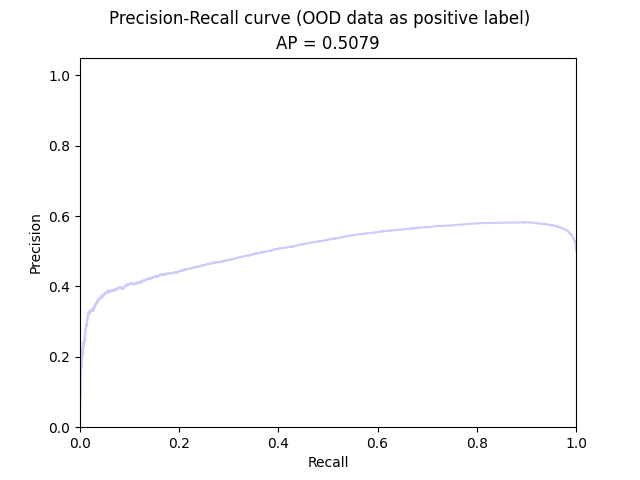 Precision-Recall curve (OOD data as positive label)
AP = 0.5079
1.0
0.8
0.6
0.4
0.2
0.0
Precision
0.0 0.2 0.4 0.6 0.8 1.0
Recall